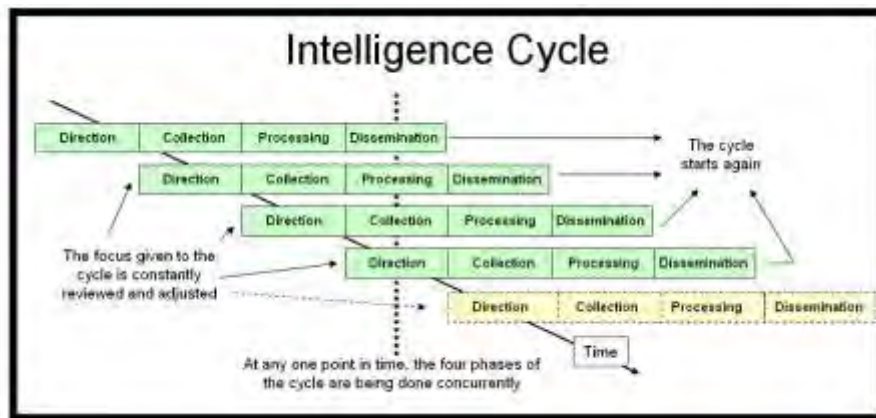 Intelligence Cycle
Direction Collection Processing Dissemination
The cycle
starts again
Direction Collection Processing Dissemination
Direction Collection Processing Dissemination
The focus given to the
cycle is constantly
reviewed and adjusted
Direction Collection Processing Dissemination
Direction Collection Processing Dissemination
Time
At any one point in time, the four phases of
the cycle are being done concurrently